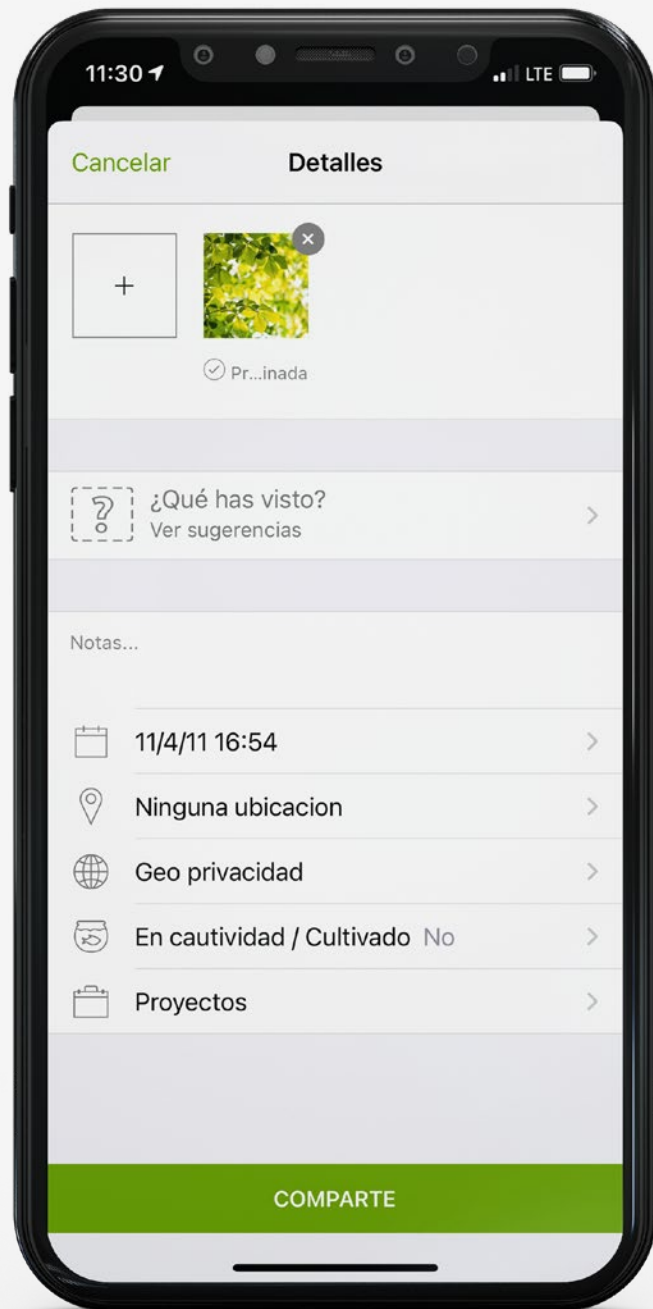 11:30
LTE
Cancelar
Detalles
+
Pr...inada
¿Qué has visto?
Ver sugerencias
Notas...
11/4/11 16:54
Ninguna ubicacion
Geo privacidad
En cautividad / Cultivado No
Proyectos
COMPARTE